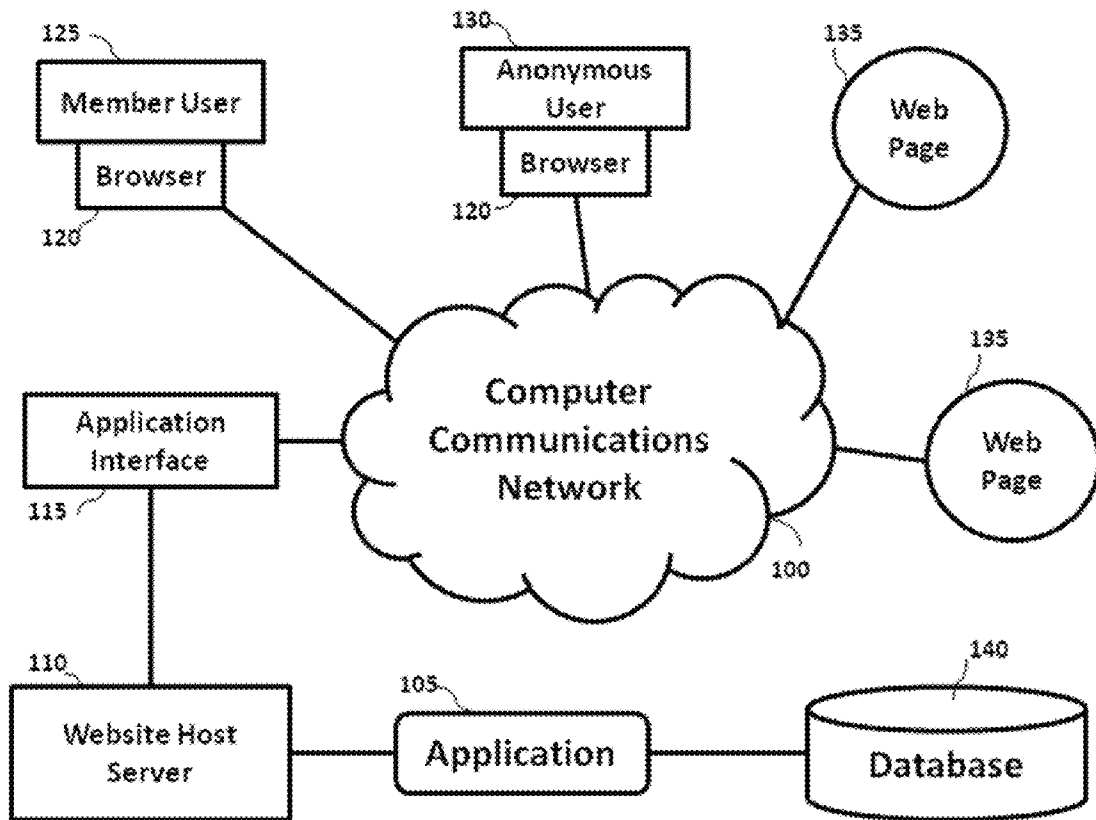 125
Member User
Browser
120
130
Anonymous
User
Browser
120
135
Web
Page
135
Web
Page
Computer
Communications
Network
100
Application
Interface
115
110
Website Host
Server
105
Application
140
Database